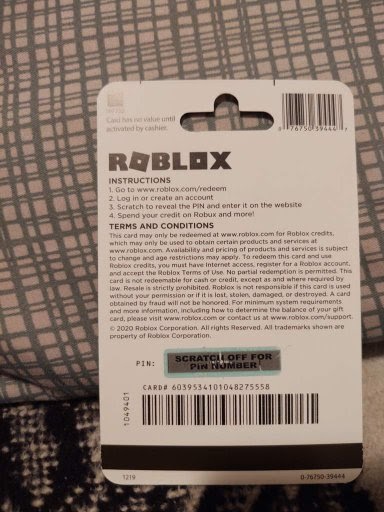 Card has no value until
activated by cashier.
0 76750 39444 7
ROBLOX
INSTRUCTIONS
1. Go to www.roblox.com/redeem
2. Log in or create an account
3. Scratch to reveal the PIN and enter it on the website
4. Spend your credit on Robux and more!
TERMS AND CONDITIONS
This card may only be redeemed at www.roblox.com for Roblox credits,
which may only be used to obtain certain products and services at
www.roblox.com. Availability and pricing of products and services is subject
to change and age restrictions may apply. To redeem this card and use
Roblox credits, you must have internet access, register for a Roblox account,
and accept the Roblox Terms of Use. No partial redemption is permitted. This
card is not redeemable for cash or credit, except as and where required by
law. Resale is strictly prohibited. Roblox is not responsible if this card is used
without your permission or if it is lost, stolen, damaged, or destroyed. A card
obtained by fraud will not be honored. For minimum system requirements
and more information, including how to determine the balance of your gift
card, please visit www.roblox.com or contact us at www.roblox.com/support.
© 2020 Roblox Corporation. All rights Reserved. All trademarks shown are
property of Roblox Corporation.
PIN:
SCRATCH OFF FOR
PIN NUMBER
CARD# 6039534101048275558
1049401
1219
0-76750-39444